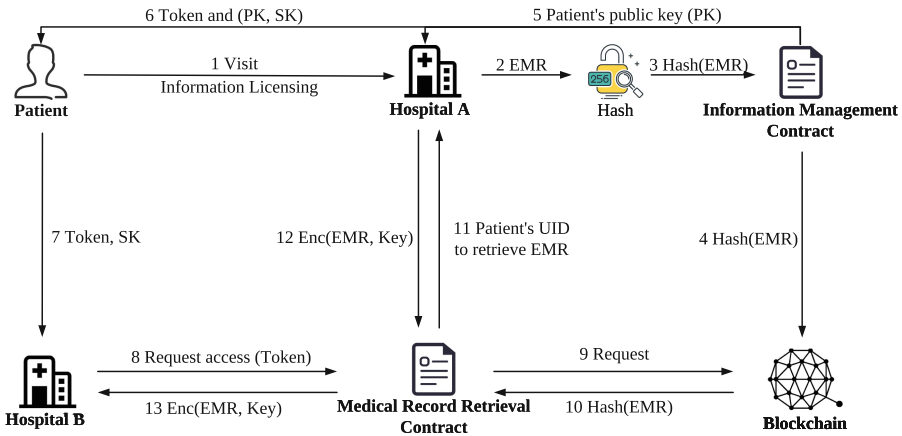 6 Token and (PK, SK)
5 Patient's public key (PK)
1 Visit
Information Licensing
2 EMR
256
3 Hash(EMR)
Patient
Hospital A
Hash
Information Management
Contract
7 Token, SK
12 Enc(EMR, Key)
11 Patient's UID
to retrieve EMR
4 Hash(EMR)
8 Request access (Token)
9 Request
13 Enc(EMR, Key)
10 Hash(EMR)
Hospital B
Medical Record Retrieval
Contract
Blockchain